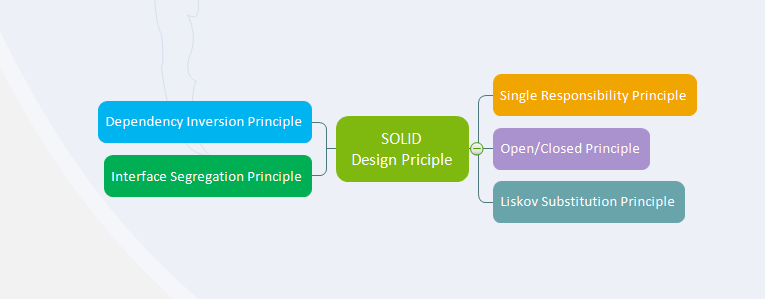 Single Responsibility Principle
Dependency Inversion Principle
SOLID
Design Priciple
Open/Closed Principle
Interface Segregation Principle
Liskov Substitution Principle